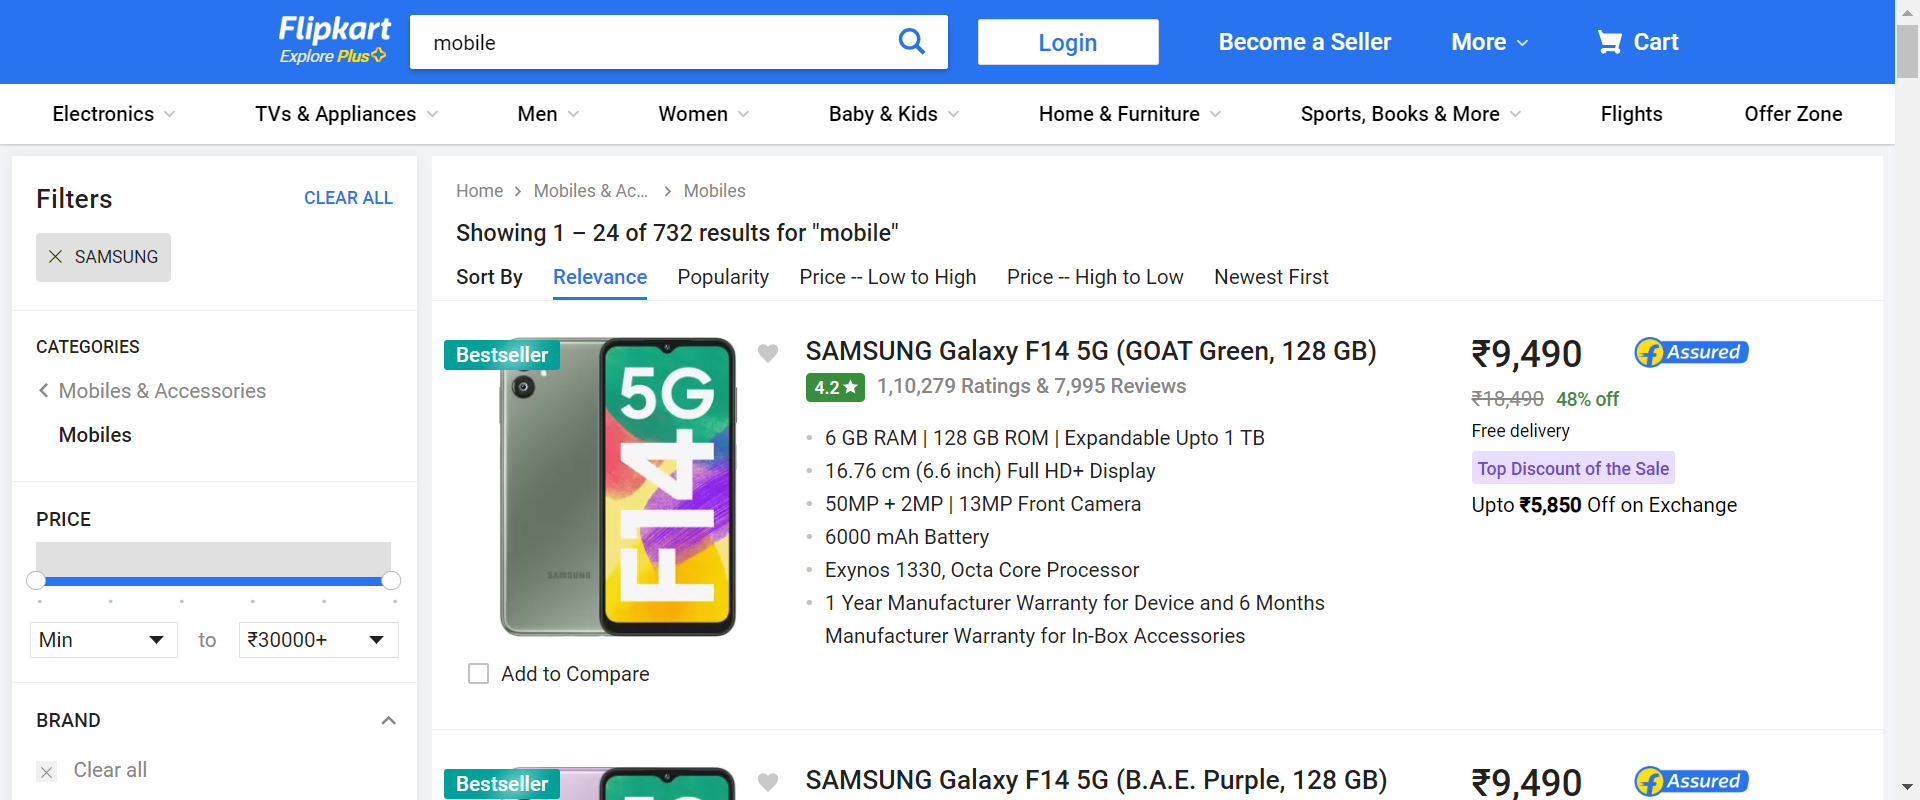 Flipkart
Explore Plus
mobile
Login
Become a Seller
More
Cart
Electronics
TVs & Appliances
Men
Women
Baby & Kids
Home & Furniture
Sports, Books & More
Flights
Offer Zone
Filters
CLEAR ALL
SAMSUNG
CATEGORIES
Mobiles & Accessories
Mobiles
PRICE
Min
to
₹30000+
BRAND
Clear all
Home
Mobiles & Ac...
Mobiles
Showing 1 – 24 of 732 results for "mobile"
Sort By
Relevance
Popularity
Price -- Low to High
Price -- High to Low
Newest First
Bestseller
5G
F14
SAMSUNG
Add to Compare
SAMSUNG Galaxy F14 5G (GOAT Green, 128 GB)
4.2
1,10,279 Ratings & 7,995 Reviews
6 GB RAM | 128 GB ROM | Expandable Upto 1 TB
16.76 cm (6.6 inch) Full HD+ Display
50MP + 2MP | 13MP Front Camera
6000 mAh Battery
Exynos 1330, Octa Core Processor
1 Year Manufacturer Warranty for Device and 6 Months
Manufacturer Warranty for In-Box Accessories
₹9,490
Assured
₹18,490 48% off
Free delivery
Top Discount of the Sale
Upto ₹5,850 Off on Exchange
Bestseller
5G
SAMSUNG Galaxy F14 5G (B.A.E. Purple, 128 GB)
₹9,490
Assured